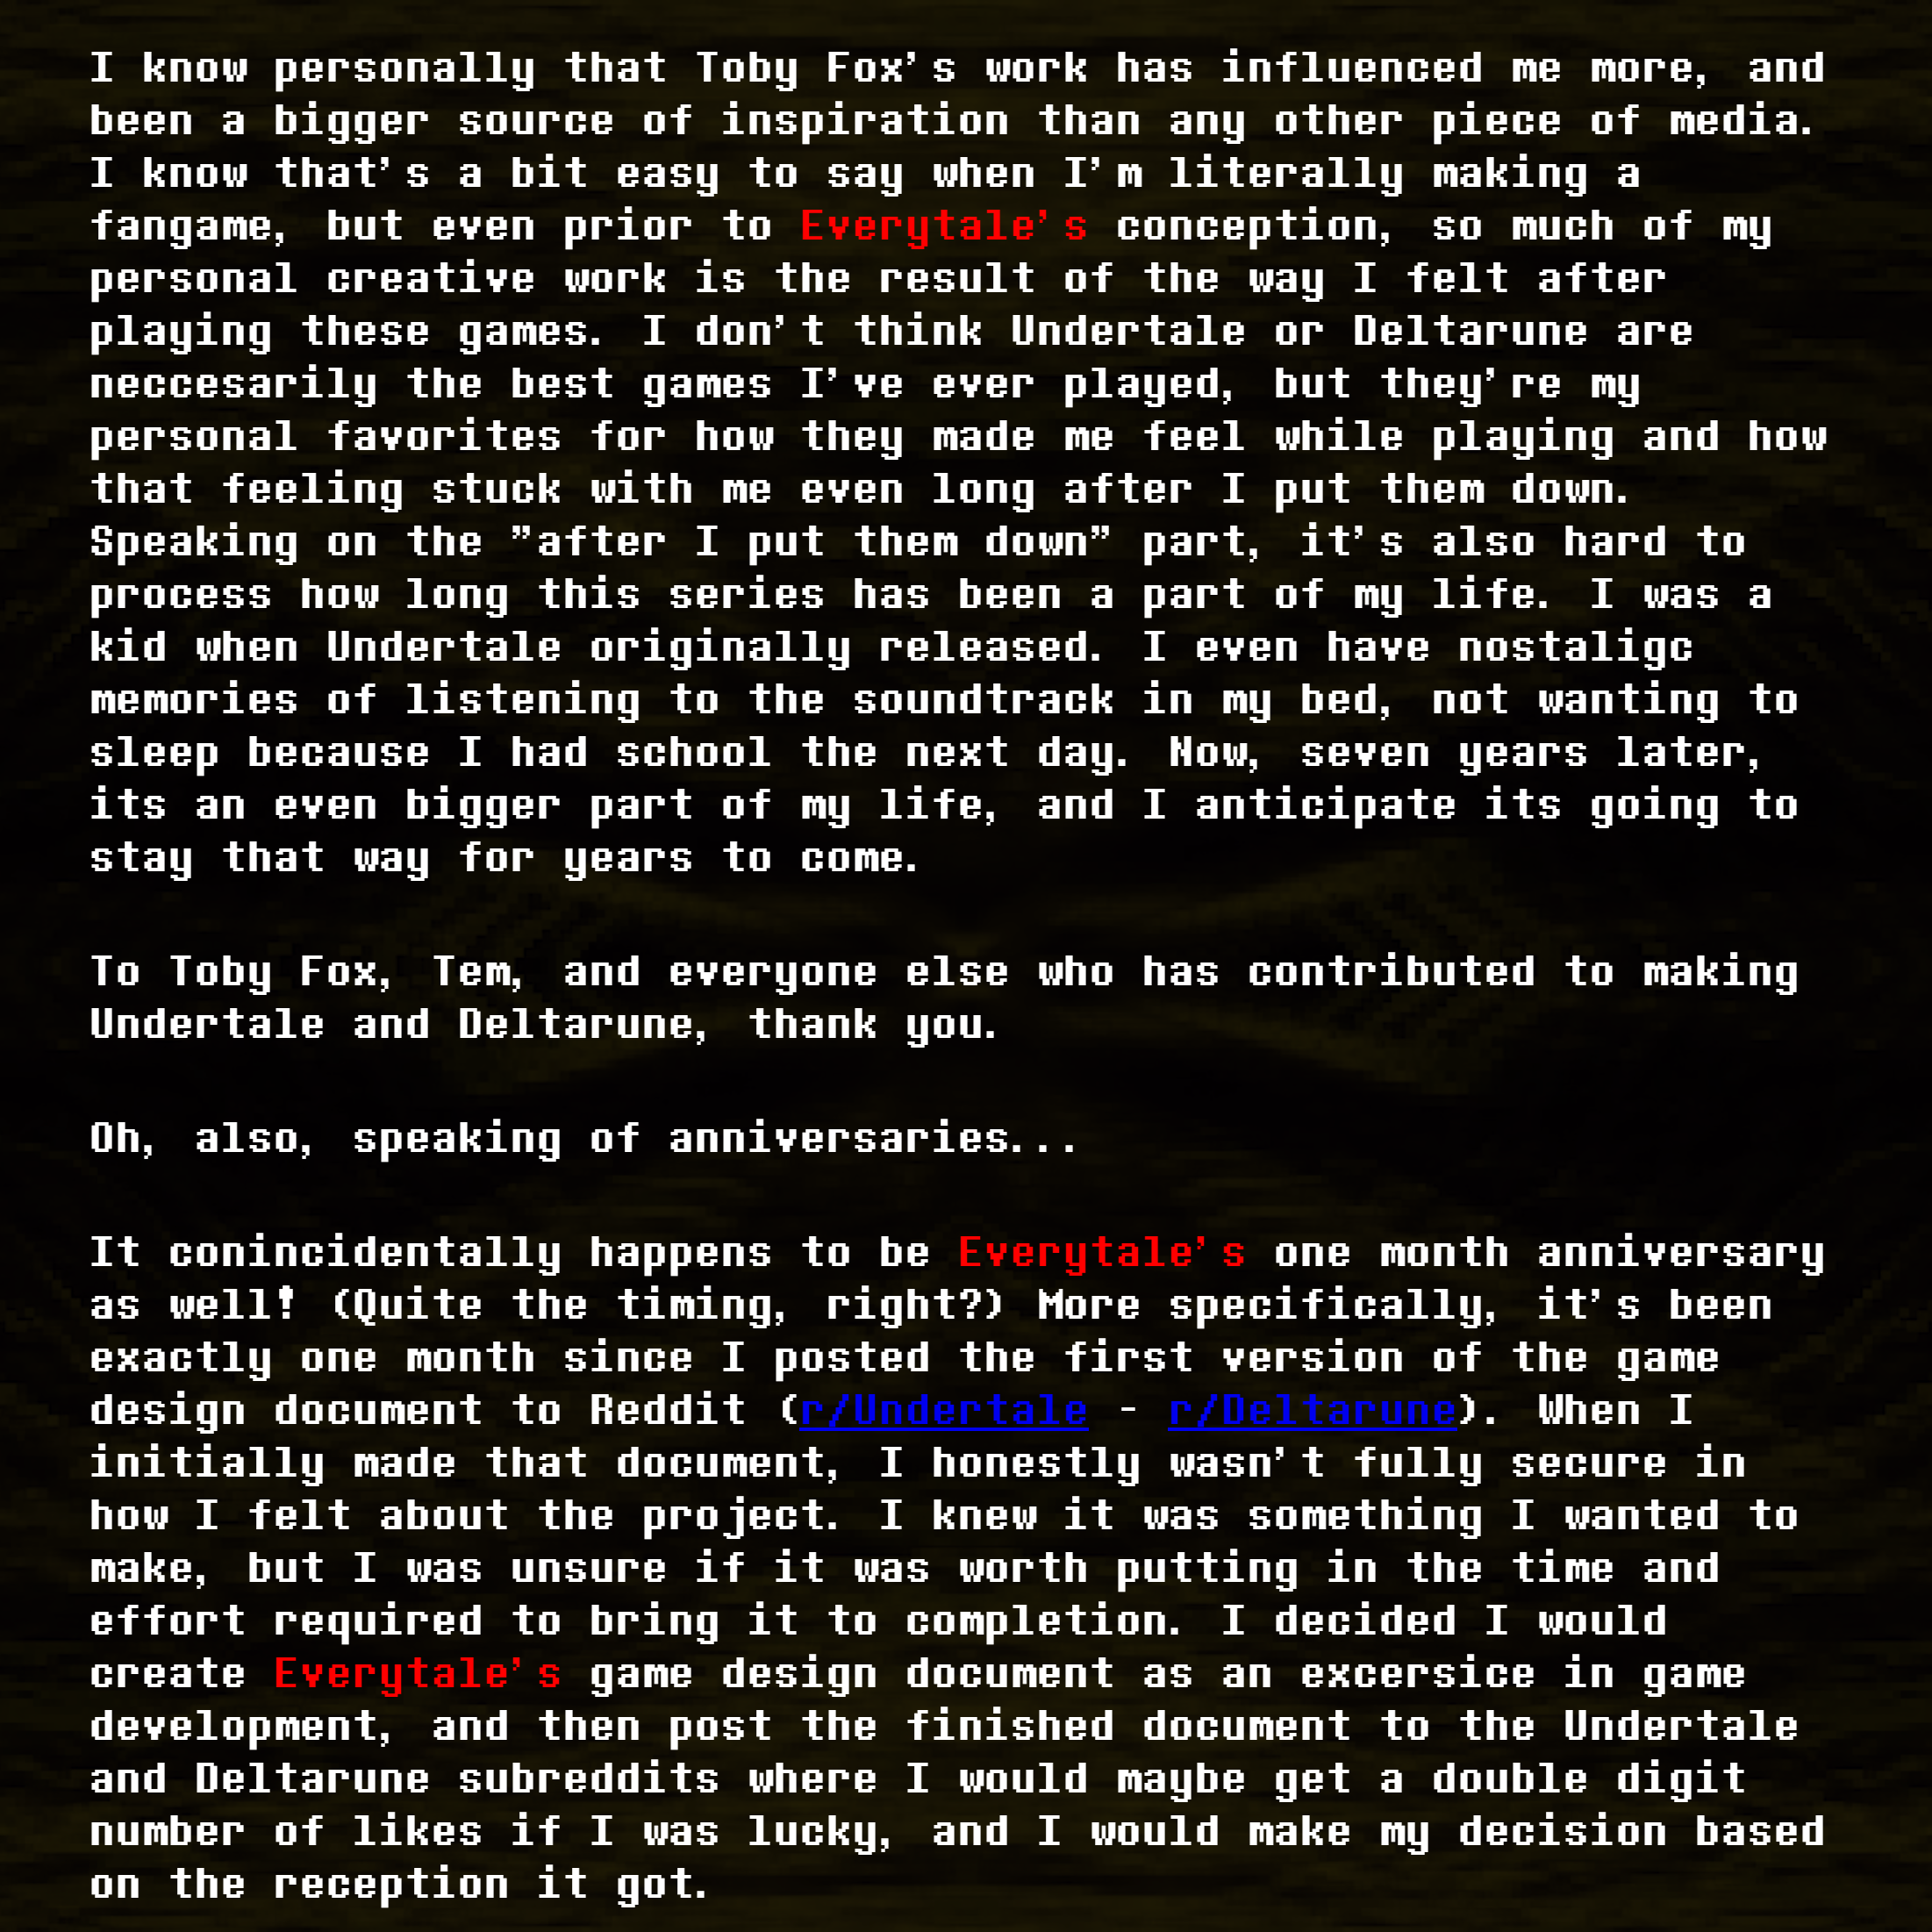 I know personally that Toby Fox's work has influenced me more, and
been a bigger source of inspiration than any other piece of media.
I know that's a bit easy to say when I'm literally making a
fangame, but even prior to Everytale's conception, so much of my
personal creative work is the result of the way I felt after
playing these games. I don't think Undertale or Deltarune are
neccesarily the best games I've ever played, but they're my
personal favorites for how they made me feel while playing and how
that feeling stuck with me even long after I put them down.
Speaking on the "after I put them down" part, it's also hard to
process how long this series has been a part of my life. I was a
kid when Undertale originally released. I even have nostaligc
memories of listening to the soundtrack in my bed, not wanting to
sleep because I had school the next day. Now, seven years later,
its an even bigger part of my life, and I anticipate its going to
stay that way for years to come.
To Toby Fox, Tem, and everyone else who has contributed to making
Undertale and Deltarune, thank you.
Oh, also, speaking of anniversaries...
It conincidentally happens to be Everytale's one month anniversary
as well! (Quite the timing, right?) More specifically, it's been
exactly one month since I posted the first version of the game
design document to Reddit (r/Undertale - r/Deltarune). When I
initially made that document, I honestly wasn't fully secure in
how I felt about the project. I knew it was something I wanted to
make, but I was unsure if it was worth putting in the time and
effort required to bring it to completion. I decided I would
create Everytale's game design document as an excersice in game
development, and then post the finished document to the Undertale
and Deltarune subreddits where I would maybe get a double digit
number of likes if I was lucky, and I would make my decision based
on the reception it got.